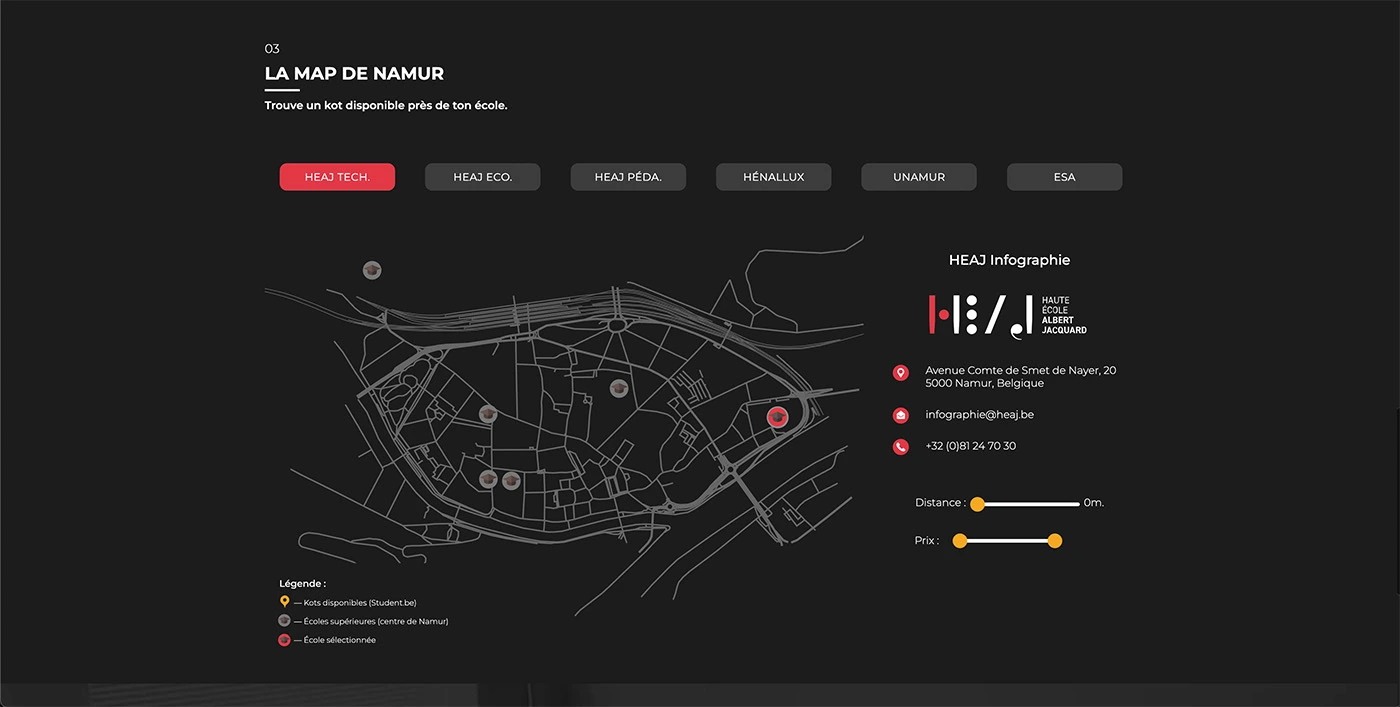 03
LA MAP DE NAMUR
Trouve un kot disponible près de ton école.
HEAJ TECH.
HEAJ ECO.
HEAJ PÉDA.
HÉNALLUX
UNAMUR
ESA
HEAJ Infographie
HEAJ
HAUTE
ÉCOLE
ALBERT
JACQUARD
Avenue Comte de Smet de Nayer, 20
5000 Namur, Belgique
infographie@heaj.be
+32 (0)81 24 70 30
Distance : 0m.
Prix :
Légende :
— Kots disponibles (Student.be)
— Écoles supérieures (centre de Namur)
— École sélectionnée